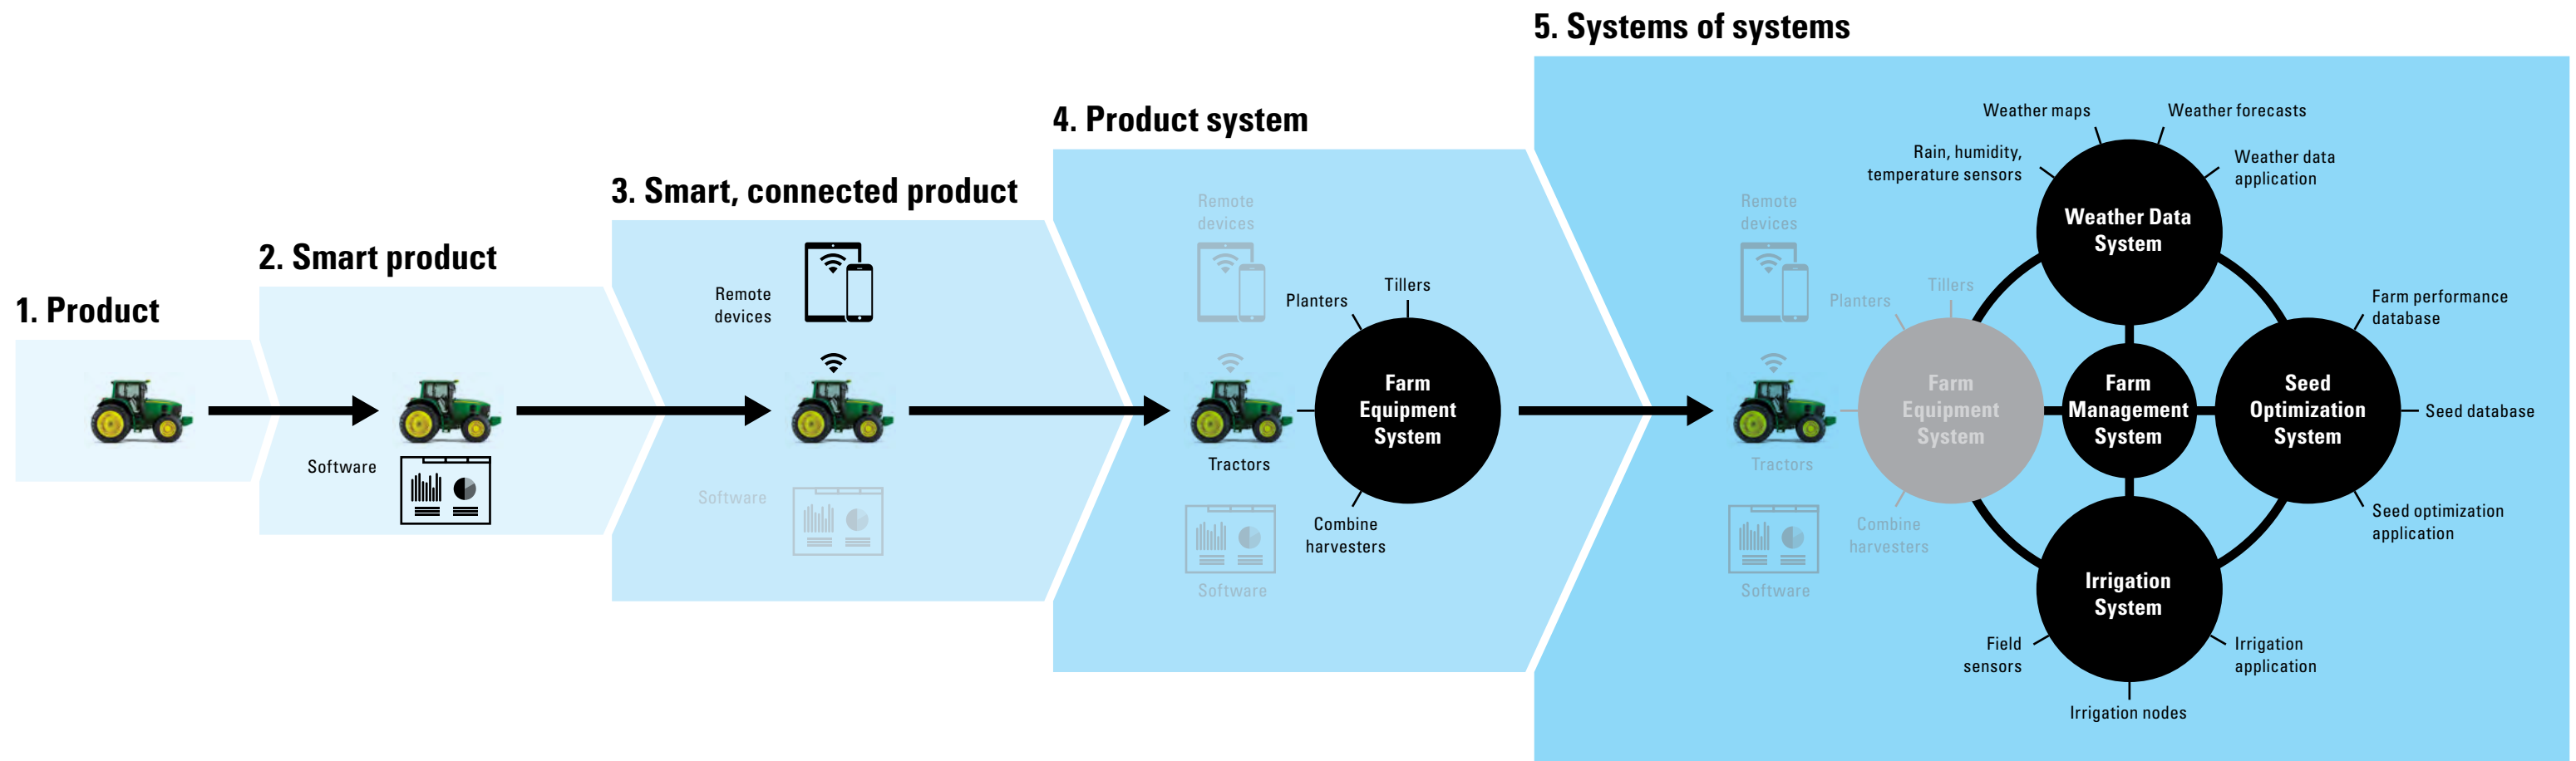 1. Product
2. Smart product
Software
3. Smart, connected product
Remote
devices
Software
4. Product system
Remote
devices
Tillers
Planters
Farm
Equipment
System
Tractors
Combine
harvesters
Software
5. Systems of systems
Remote
devices
Tillers
Planters
Farm
Equipment
System
Tractors
Combine
harvesters
Software
Weather maps
Weather forecasts
Rain, humidity,
temperature sensors
Weather data
application
Weather Data
System
Farm performance
database
Farm
Management
System
Seed
Optimization
System
Seed database
Seed optimization
application
Irrigation
System
Field
sensors
Irrigation
application
Irrigation nodes